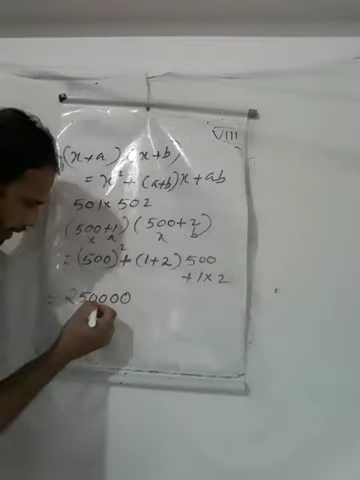 VIII
(x+a) (x+b)
= x² + (a+b)x + ab
501 x 502
(500+1) (500+2)
x a x b
= (500)² + (1+2) 500
+ 1 x 2
= 250000